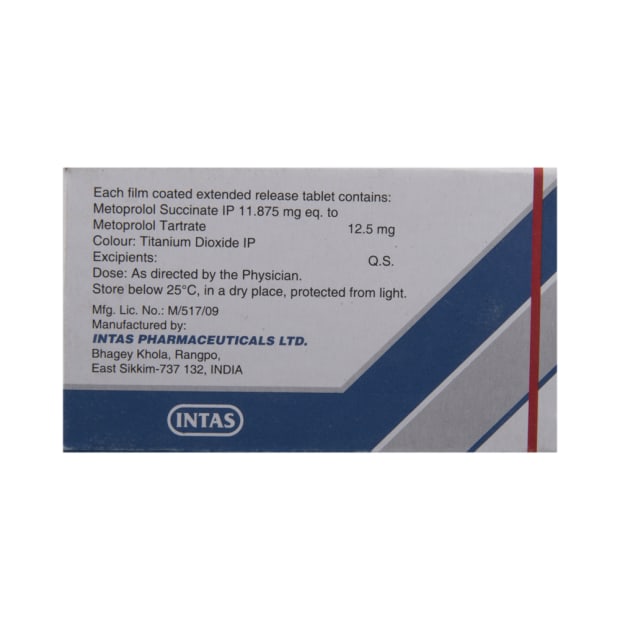 Each film coated extended release tablet contains:
Metoprolol Succinate IP 11.875 mg eq. to
Metoprolol Tartrate 12.5 mg
Colour: Titanium Dioxide IP
Excipients: Q.S.
Dose: As directed by the Physician.
Store below 25°C, in a dry place, protected from light.
Mfg. Lic. No.: M/517/09
Manufactured by:
INTAS PHARMACEUTICALS LTD.
Bhagey Khola, Rangpo,
East Sikkim-737 132, INDIA
INTAS